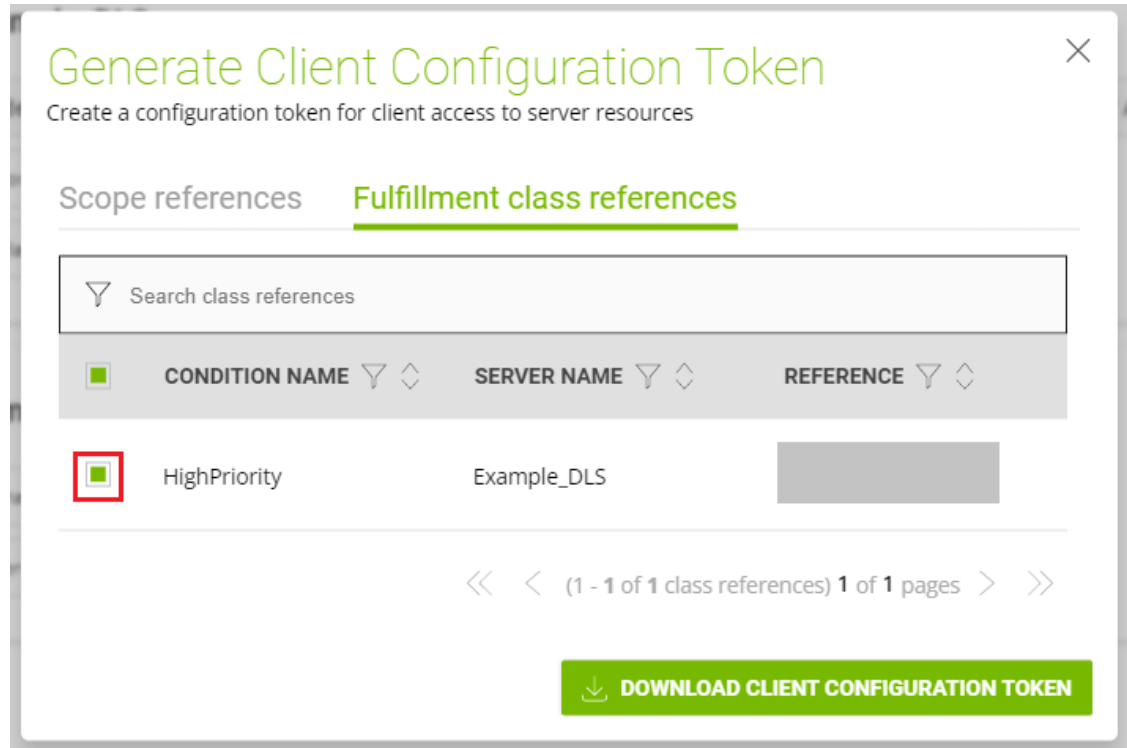 Generate Client Configuration Token
Create a configuration token for client access to server resources
Scope references Fulfillment class references
Search class references
CONDITION NAME SERVER NAME REFERENCE
HighPriority Example_DLS
(1 - 1 of 1 class references) 1 of 1 pages
DOWNLOAD CLIENT CONFIGURATION TOKEN